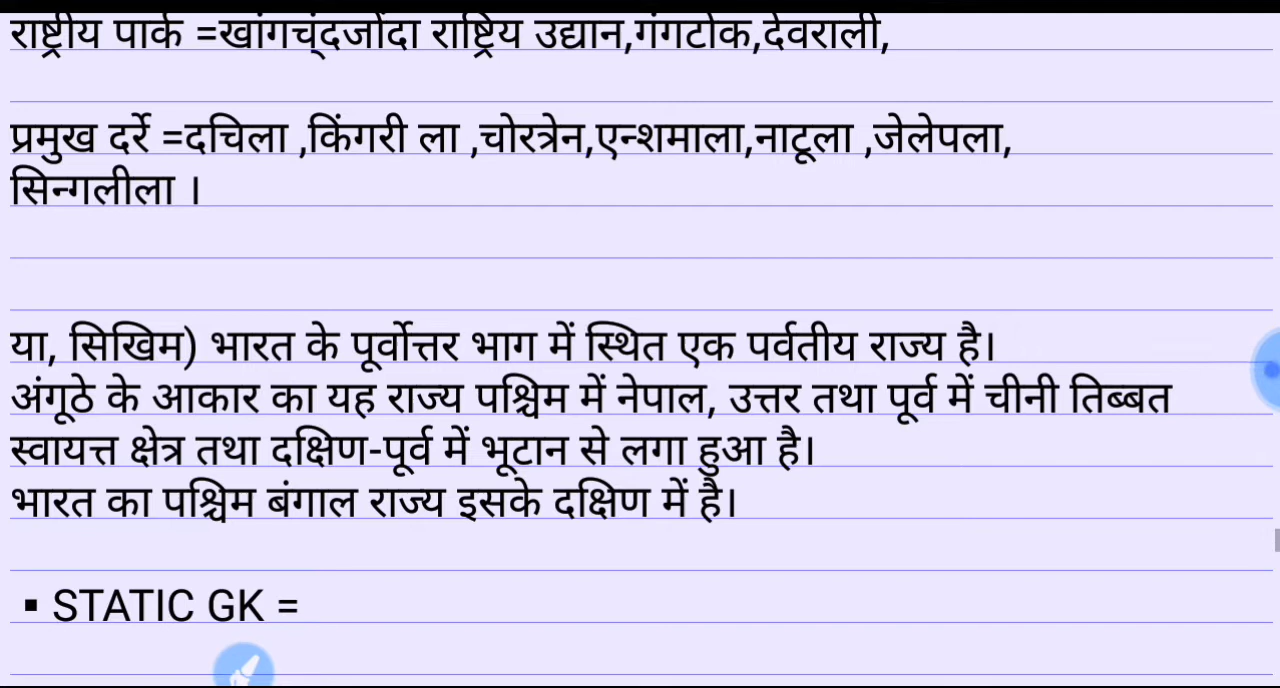 राष्ट्रीय पार्क =खांगचं्दजोंदा राष्ट्रिय उद्यान,गंगटोक,देवराली,
प्रमुख दर्रे =दचिला ,किंगरी ला ,चोरत्रेन,एन्शमाला,नाटूला ,जेलेपला,
सिन्गलीला ।
या, सिखिम) भारत के पूर्वोत्तर भाग में स्थित एक पर्वतीय राज्य है।
अंगूठे के आकार का यह राज्य पश्चिम में नेपाल, उत्तर तथा पूर्व में चीनी तिब्बत
स्वायत्त क्षेत्र तथा दक्षिण-पूर्व में भूटान से लगा हुआ है।
भारत का पश्चिम बंगाल राज्य इसके दक्षिण में है।
▪ STATIC GK =